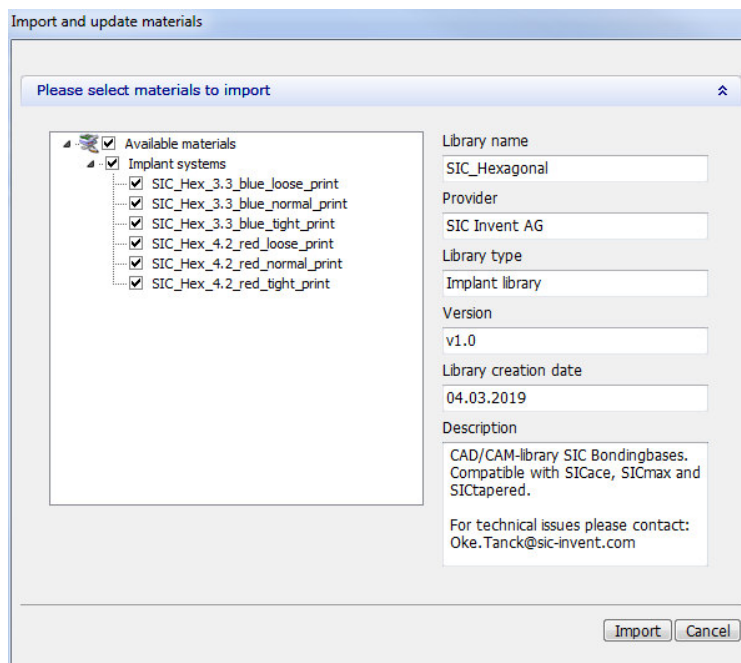 Import and update materials
Please select materials to import
Available materials
Implant systems
SIC_Hex_3.3_blue_loose_print
SIC_Hex_3.3_blue_normal_print
SIC_Hex_3.3_blue_tight_print
SIC_Hex_4.2_red_loose_print
SIC_Hex_4.2_red_normal_print
SIC_Hex_4.2_red_tight_print
Library name
SIC_Hexagonal
Provider
SIC Invent AG
Library type
Implant library
Version
v1.0
Library creation date
04.03.2019
Description
CAD/CAM-library SIC Bondingbases.
Compatible with SICace, SICmax and
SICtapered.
For technical issues please contact:
Oke.Tanck@sic-invent.com
Import
Cancel